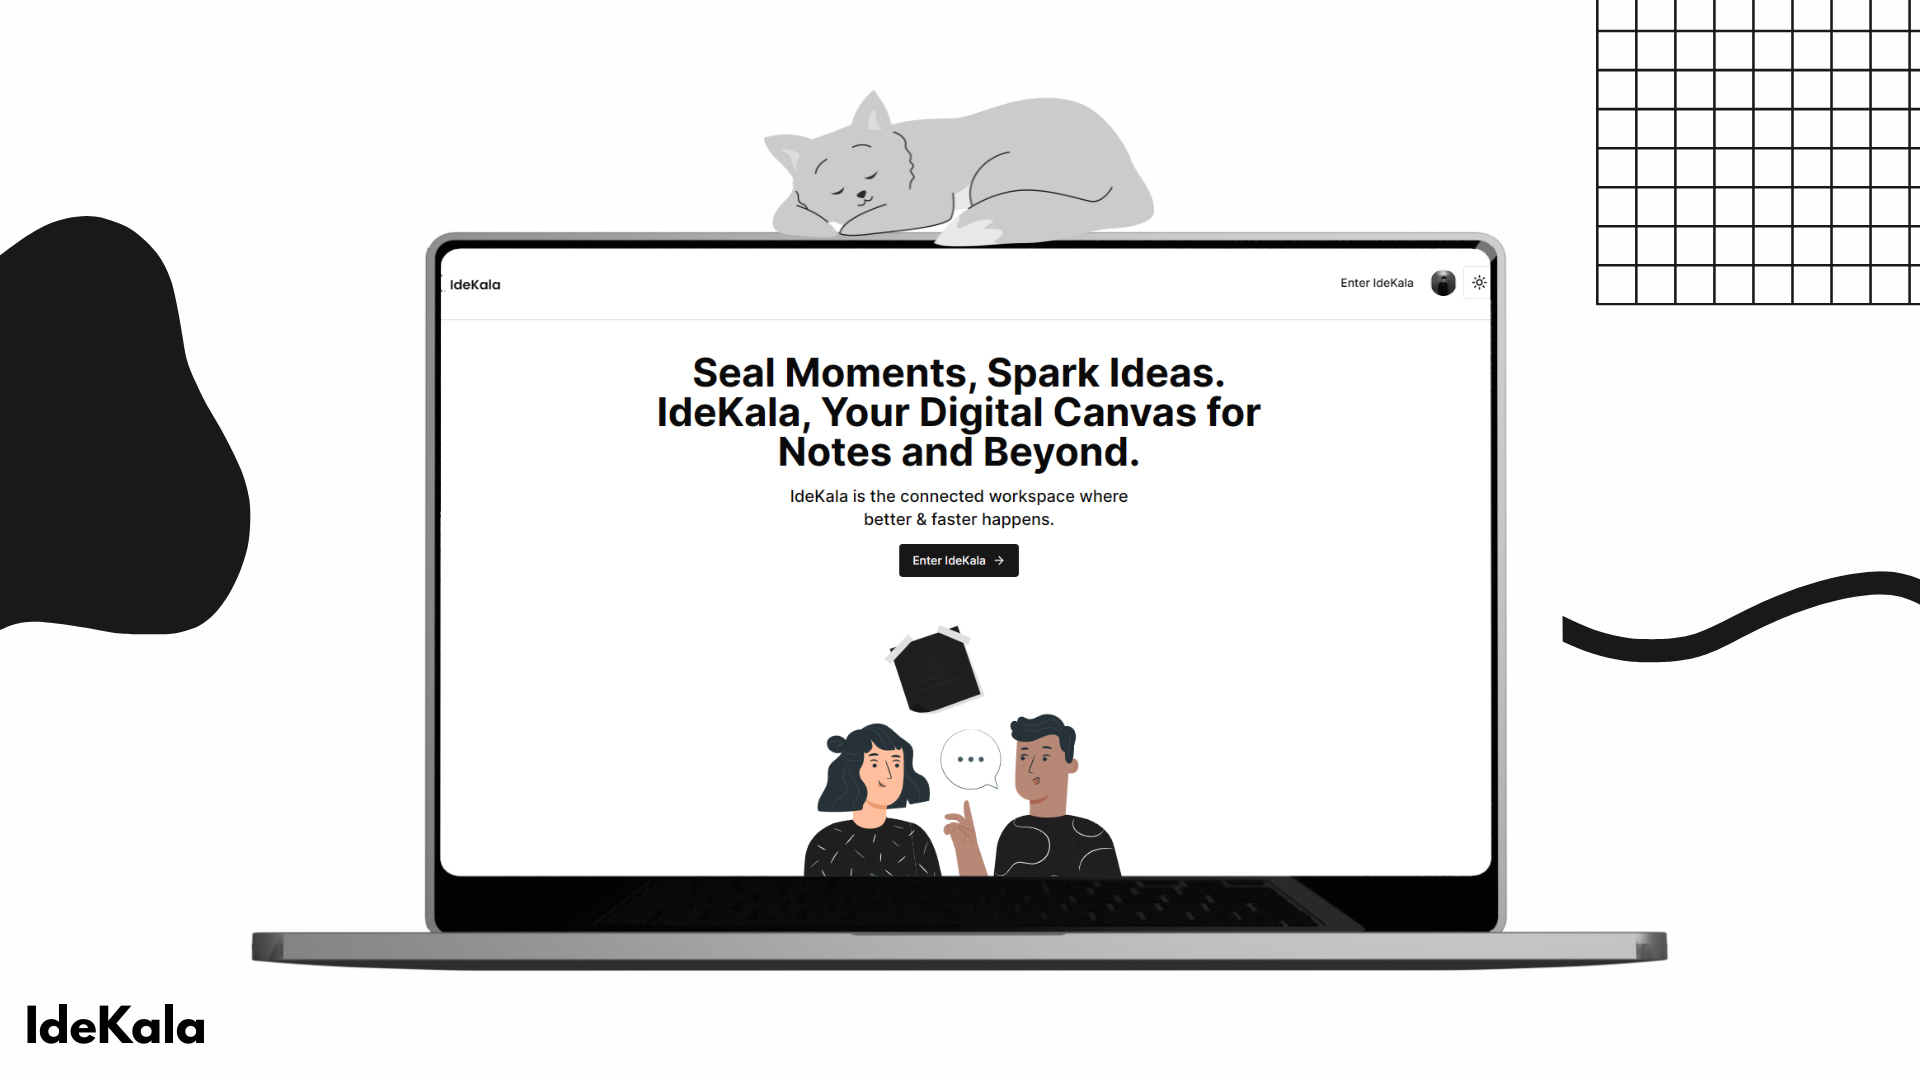 IdeKala
Enter IdeKala
Seal Moments, Spark Ideas.
IdeKala, Your Digital Canvas for
Notes and Beyond.
IdeKala is the connected workspace where
better & faster happens.
Enter IdeKala →
IdeKala